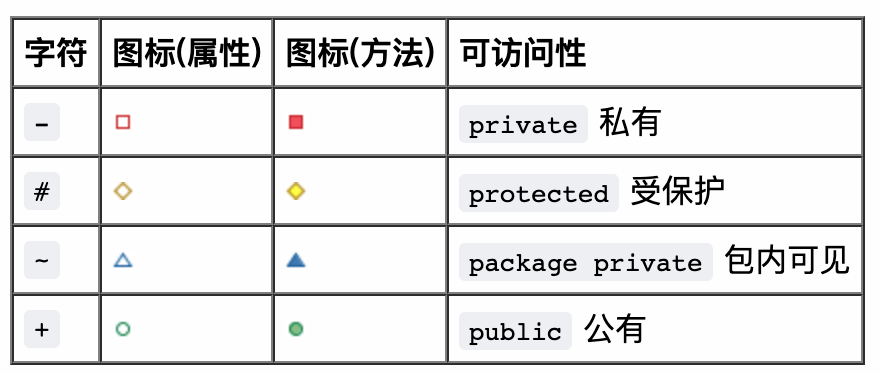 字符 图标(属性) 图标(方法) 可访问性
- private 私有
# protected 受保护
~ package private 包内可见
+ public 公有